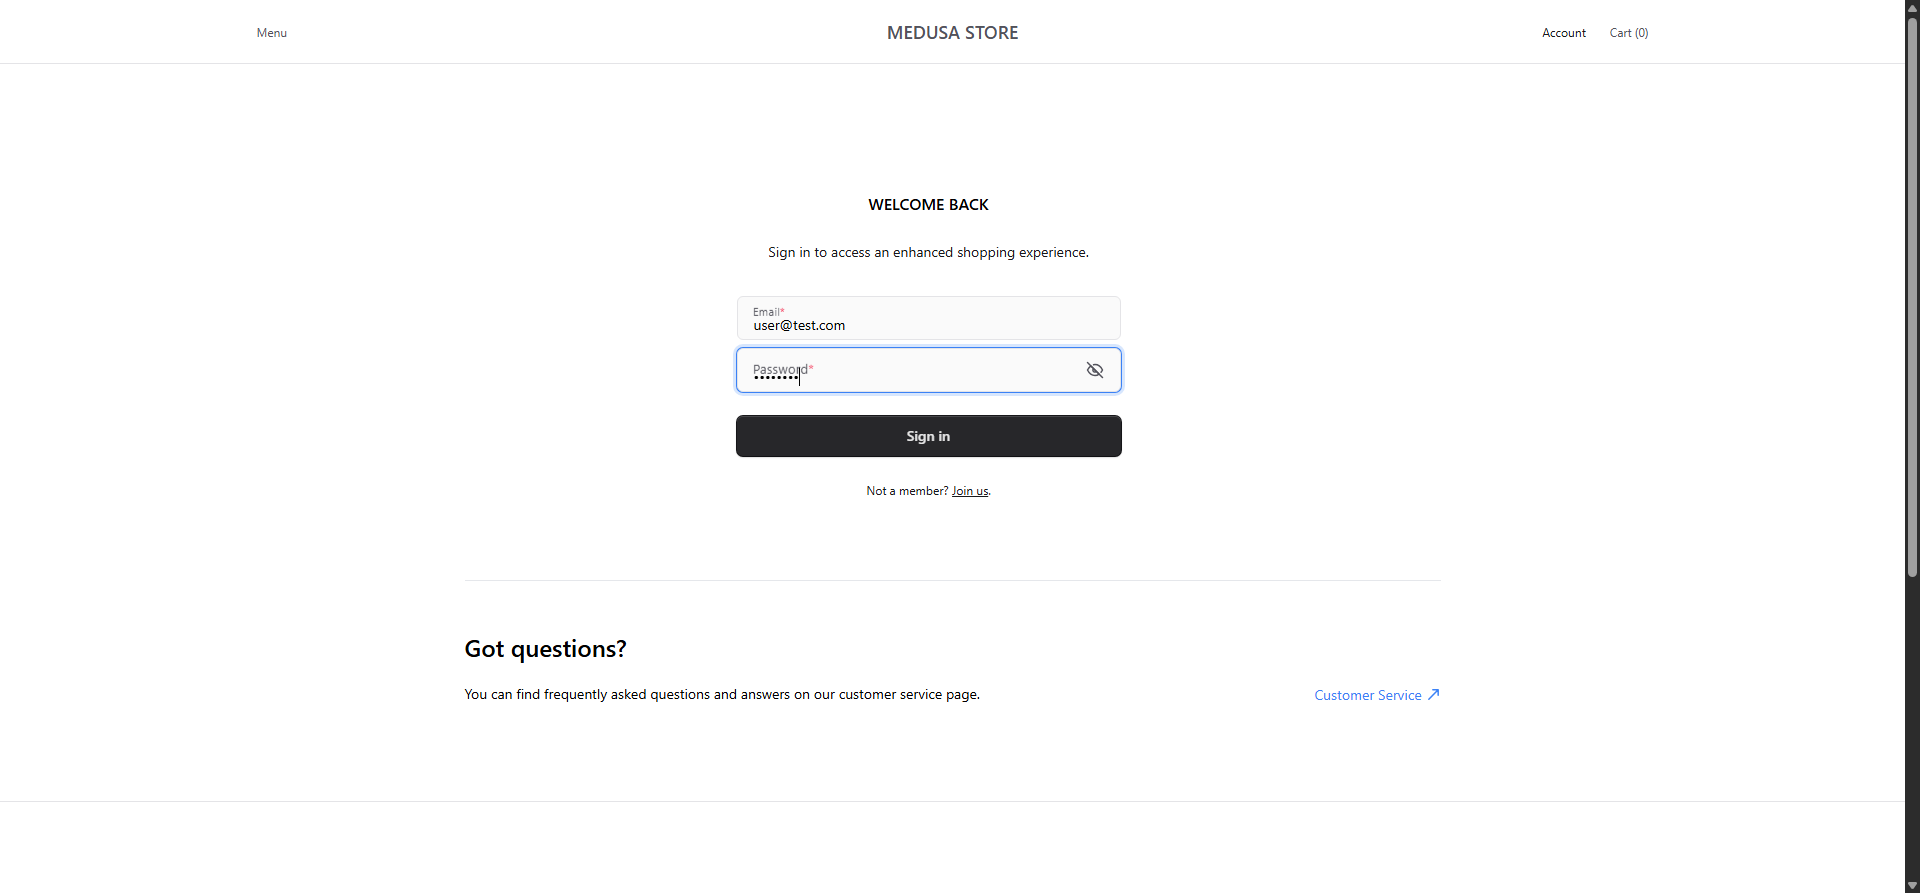 Menu
MEDUSA STORE
Account
Cart (0)
WELCOME BACK
Sign in to access an enhanced shopping experience.
Email*
user@test.com
Password*
••••••••
Sign in
Not a member? Join us.
Got questions?
You can find frequently asked questions and answers on our customer service page.
Customer Service